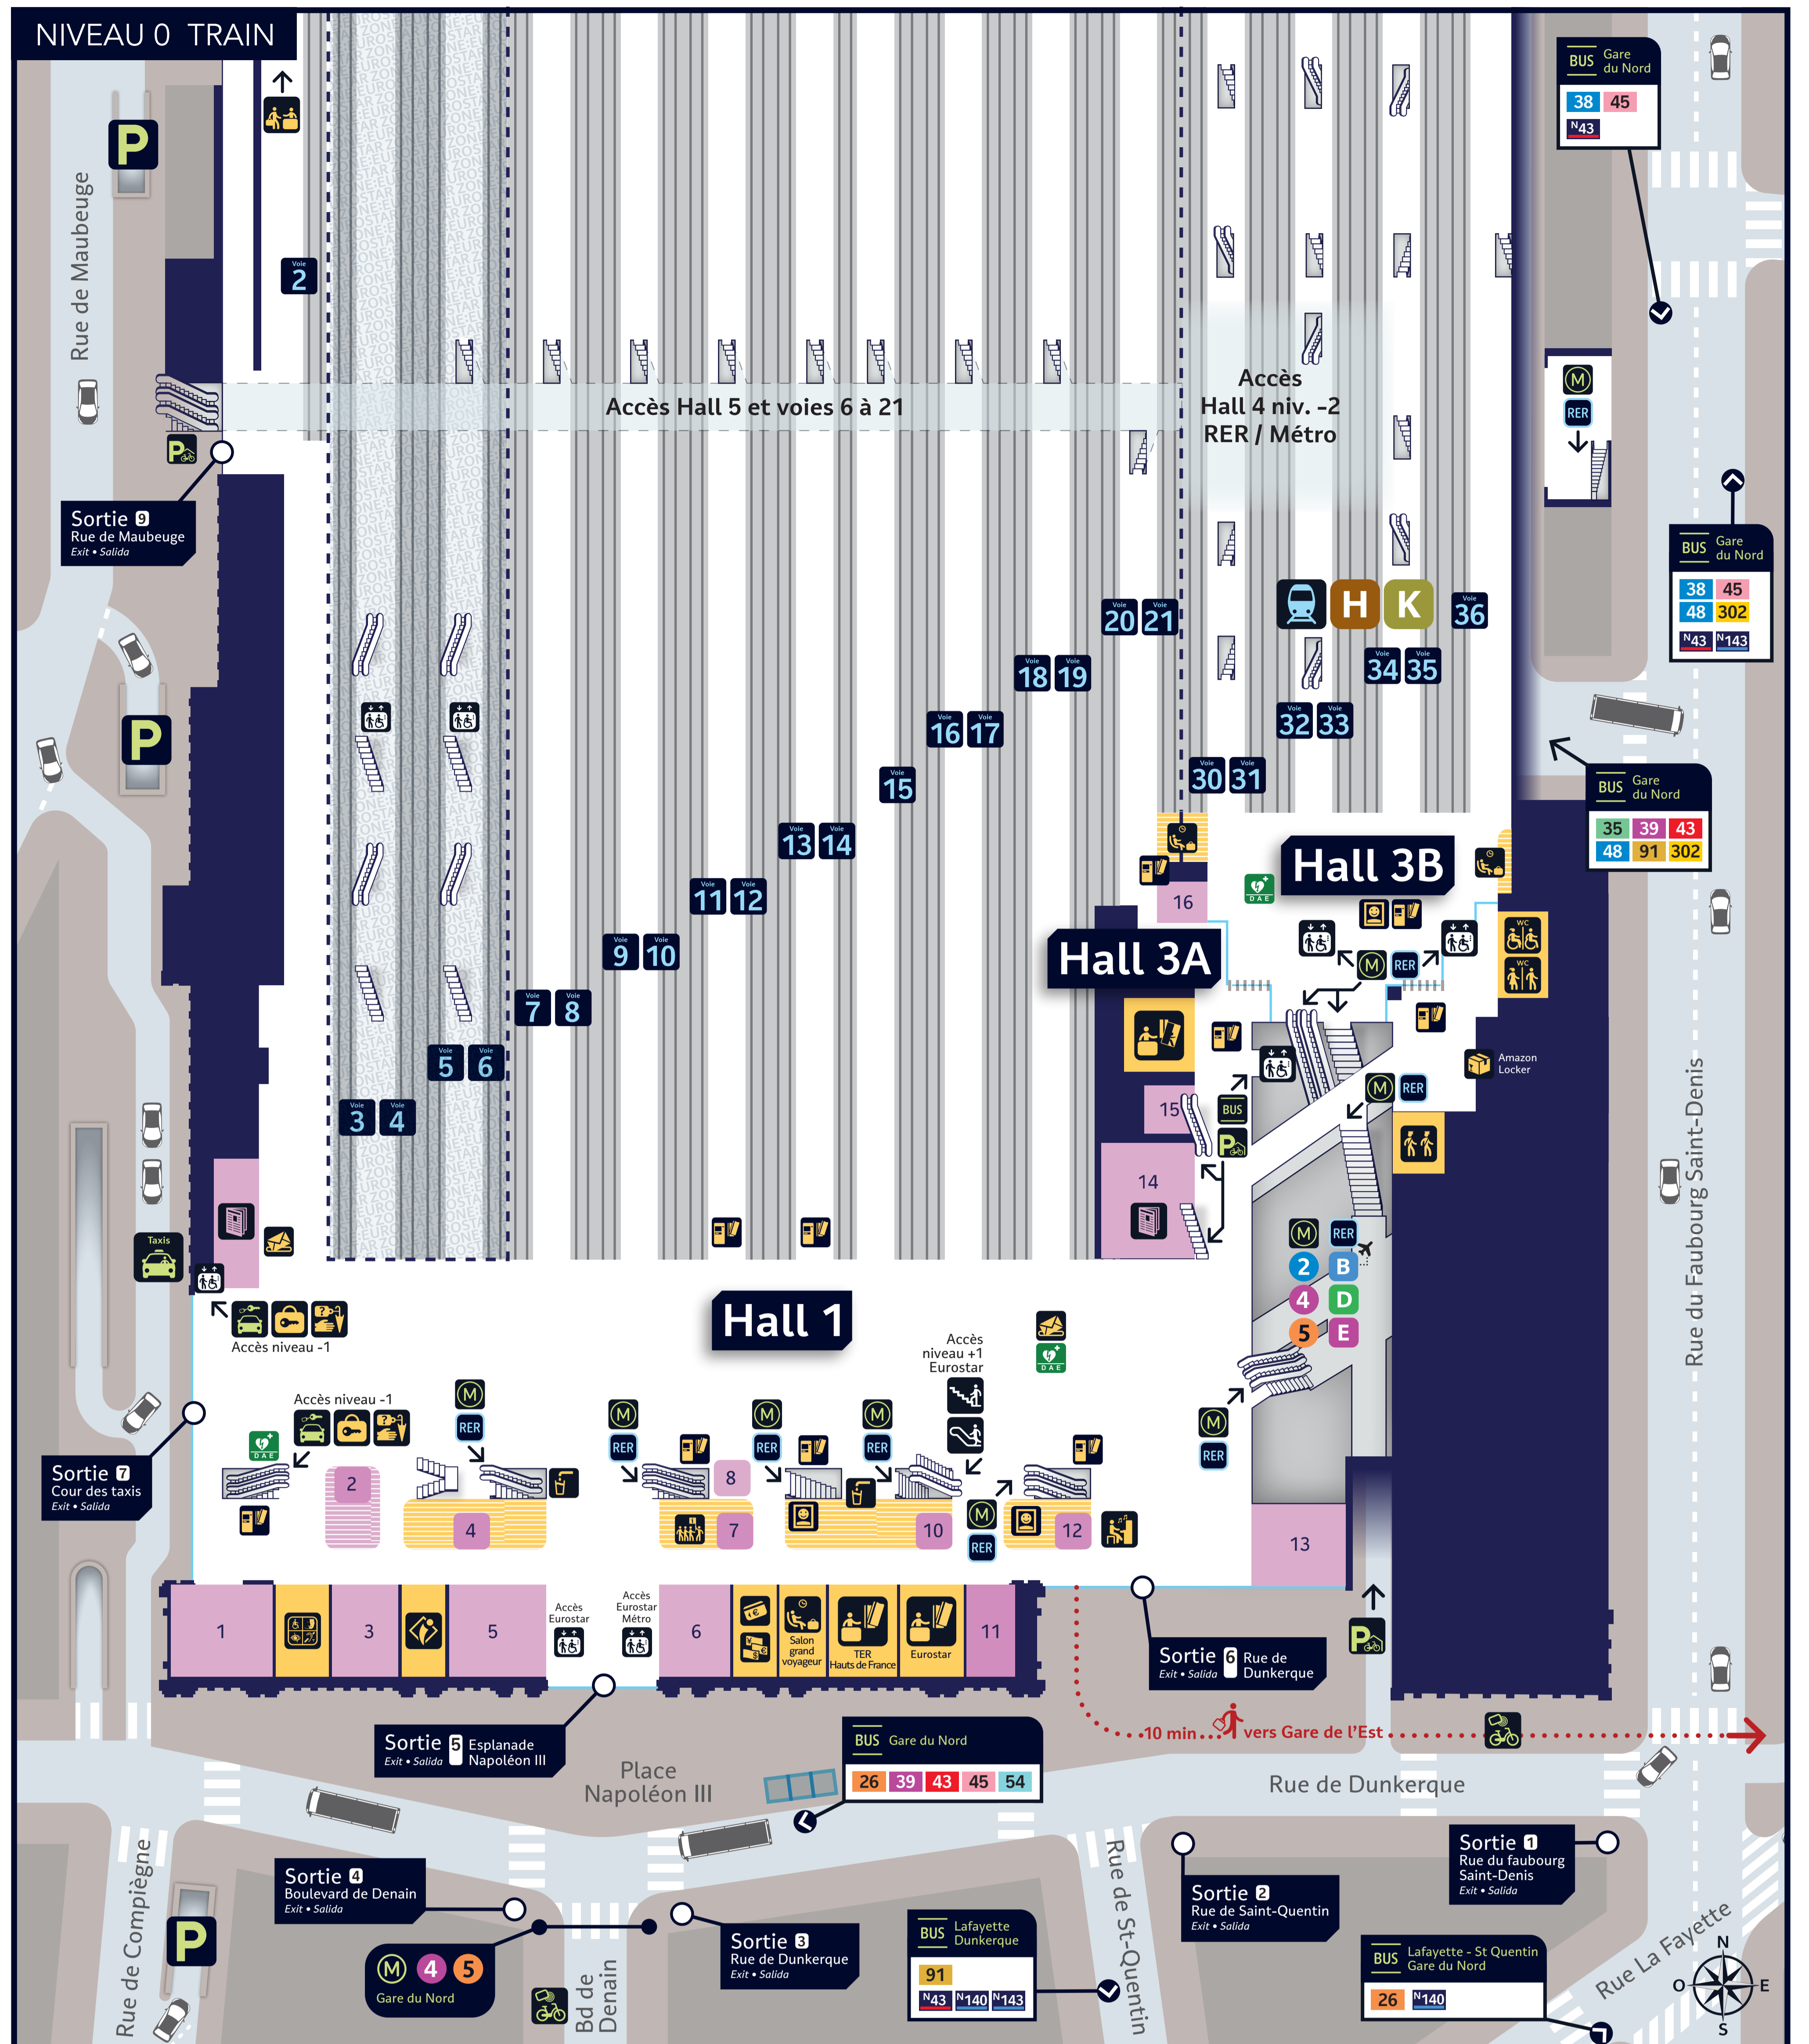 NIVEAU 0 TRAIN
BUS Gare
du Nord
38 45
N43
P
Rue de Maubeuge
Voie
2
M
RER
Accès Hall 5 et voies 6 à 21
Accès
Hall 4 niv. -2
RER / Métro
P
Sortie 9
Rue de Maubeuge
Exit • Salida
BUS Gare
du Nord
38 45
48 302
N43 N143
H K
Voie
36
Voie Voie
20 21
Voie Voie
34 35
Voie Voie
18 19
Voie Voie
32 33
Voie Voie
16 17
Voie Voie
30 31
Voie
15
P
BUS Gare
du Nord
35 39 43
48 91 302
Voie Voie
13 14
Voie Voie
11 12
Voie Voie
9 10
Voie Voie
7 8
Voie Voie
5 6
Voie Voie
3 4
Hall 3B
DAE
16
Hall 3A
WC
WC
M RER
Amazon
Locker
M RER
15
BUS
P
14
Rue du Faubourg Saint-Denis
M RER
2 B
4 D
5 E
Taxis
Accès niveau -1
Hall 1
Accès
niveau +1
Eurostar
DAE
Accès niveau -1
DAE
M
RER
M
RER
M
RER
M
RER
M
RER
Sortie 7
Cour des taxis
Exit • Salida
2
4
8
7
10
M
RER
12
13
1
3
5
Accès
Eurostar
Accès
Eurostar
Métro
6
Salon
grand
voyageur
TER
Hauts de France
Eurostar
11
P
Sortie 6 Rue de
Dunkerque
Exit • Salida
10 min
vers Gare de l'Est
Sortie 5 Esplanade
Napoléon III
Exit • Salida
Place
Napoléon III
BUS Gare du Nord
26 39 43 45 54
Rue de Dunkerque
Sortie 4
Boulevard de Denain
Exit • Salida
M 4 5
Gare du Nord
Sortie 3
Rue de Dunkerque
Exit • Salida
BUS Lafayette
Dunkerque
91
N43 N140 N143
Sortie 2
Rue de Saint-Quentin
Exit • Salida
Sortie 1
Rue du faubourg
Saint-Denis
Exit • Salida
BUS Lafayette - St Quentin
Gare du Nord
26 N140
Rue de Compiègne
P
Bd de
Denain
Rue de St-Quentin
Rue La Fayette
N
O E
S